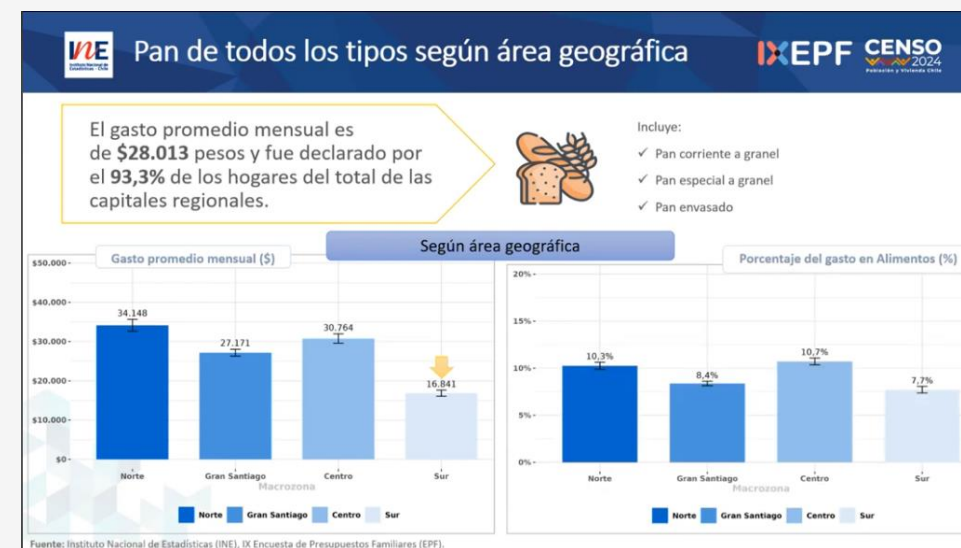 INE
Instituto Nacional de
Estadísticas - Chile
Pan de todos los tipos según área geográfica
IXEPF
CENSO
2024
Población y Vivienda Chile
El gasto promedio mensual es
de $28.013 pesos y fue declarado por
el 93,3% de los hogares del total de las
capitales regionales.
Incluye:
✓ Pan corriente a granel
✓ Pan especial a granel
✓ Pan envasado
Según área geográfica
Gasto promedio mensual ($)
$50.000
$40.000
$30.000
$20.000
$10.000
$0
34.148
27.171
30.764
16.841
Norte
Gran Santiago
Centro
Sur
Macrozona
Norte Gran Santiago Centro Sur
Porcentaje del gasto en Alimentos (%)
20%
15%
10%
5%
0%
10,3%
8,4%
10,7%
7,7%
Norte
Gran Santiago
Centro
Sur
Macrozona
Norte Gran Santiago Centro Sur
Fuente: Instituto Nacional de Estadísticas (INE), IX Encuesta de Presupuestos Familiares (EPF).